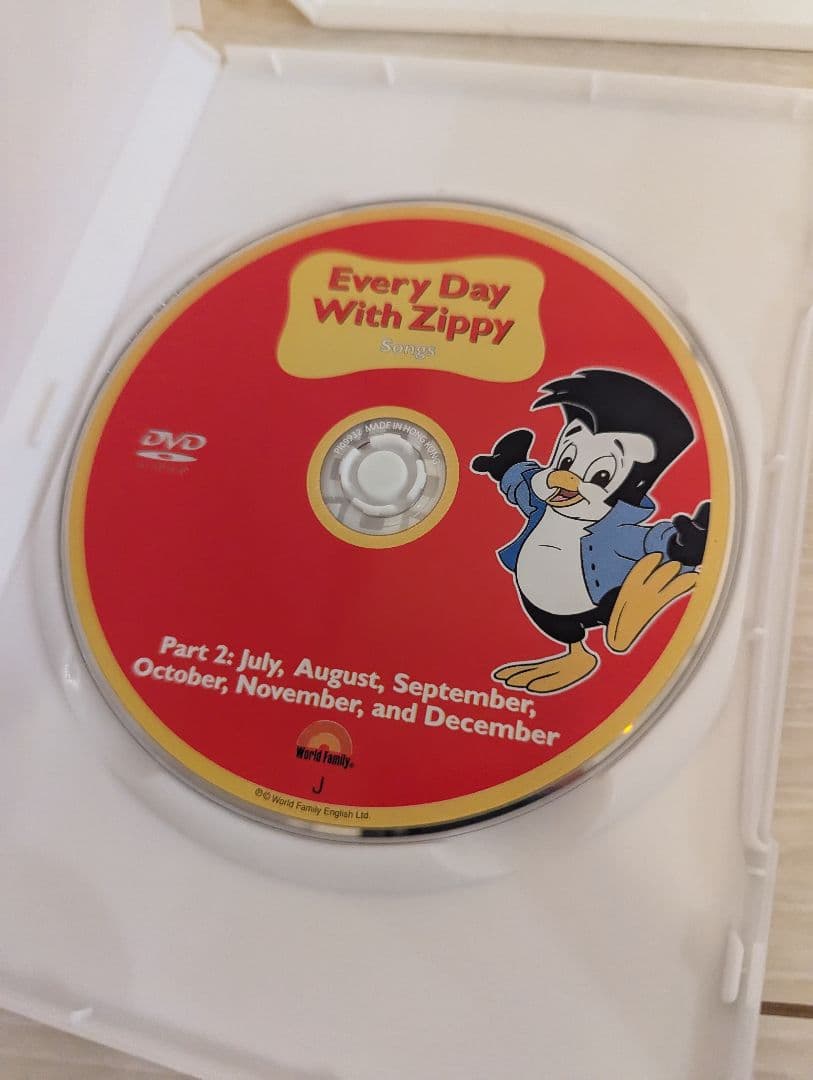 Every Day
With Zippy
Songs
MADE IN HONG KONG
DVD
Part 2: July, August, September,
October, November, and December
World Family®
J
℗© World Family English Ltd.